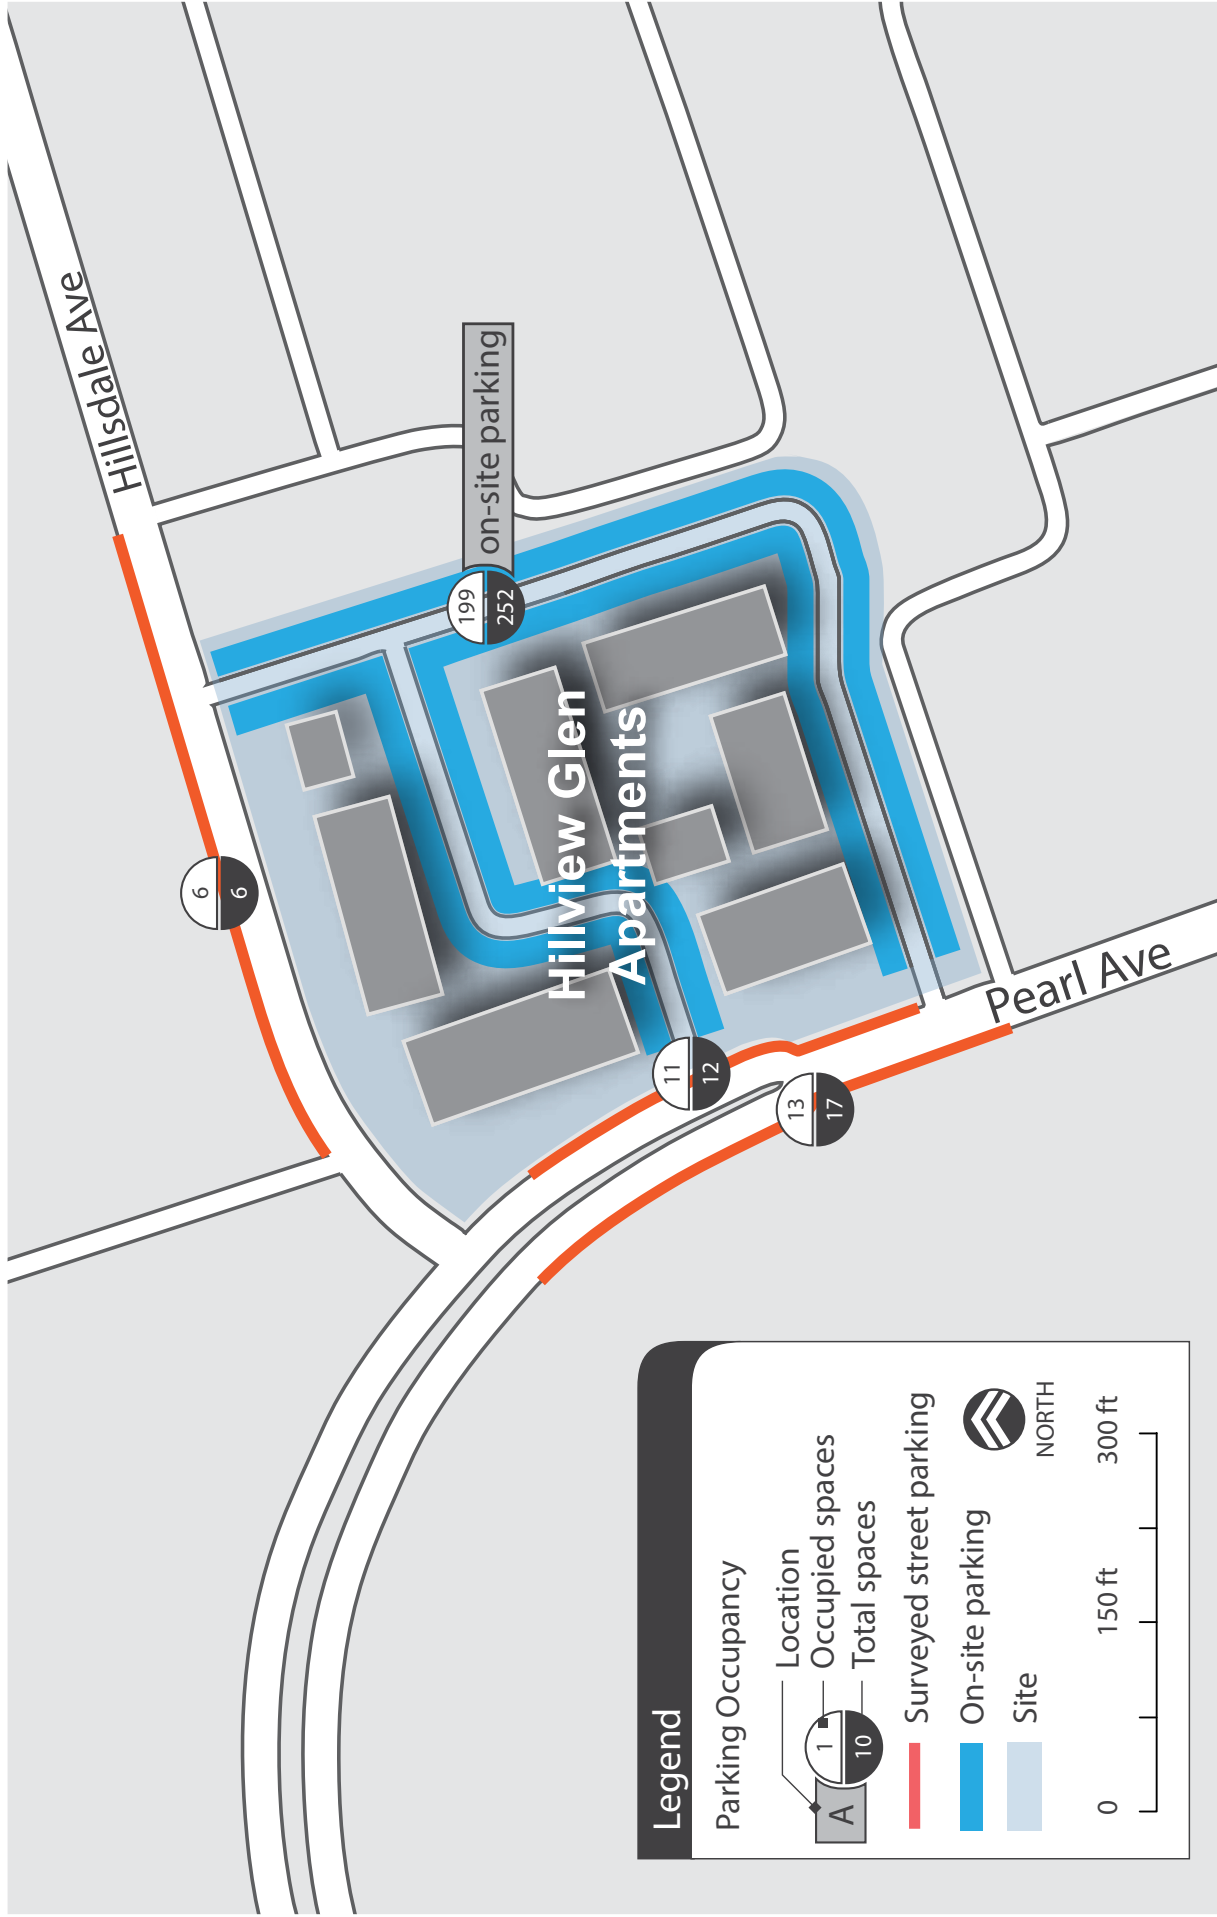 Hillsdale Ave
on-site parking
199
252
6
6
Hillview Glen
Apartments
11
12
13
17
Pearl Ave
Legend
Parking Occupancy
Location
Occupied spaces
Total spaces
A
1
10
Surveyed street parking
On-site parking
Site
NORTH
0
150 ft
300 ft